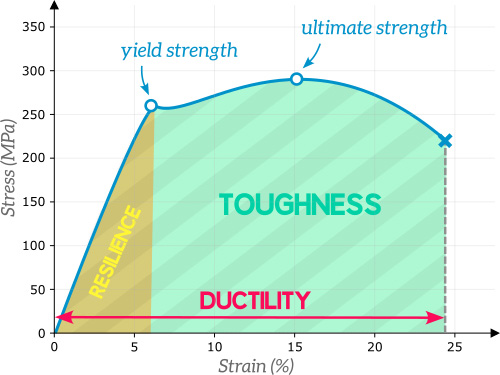 350
ultimate strength
yield strength
300
250
200
150
100
50
0
Stress (MPa)
TOUGHNESS
RESILIENCE
DUCTILITY
0 5 10 15 20 25
Strain (%)